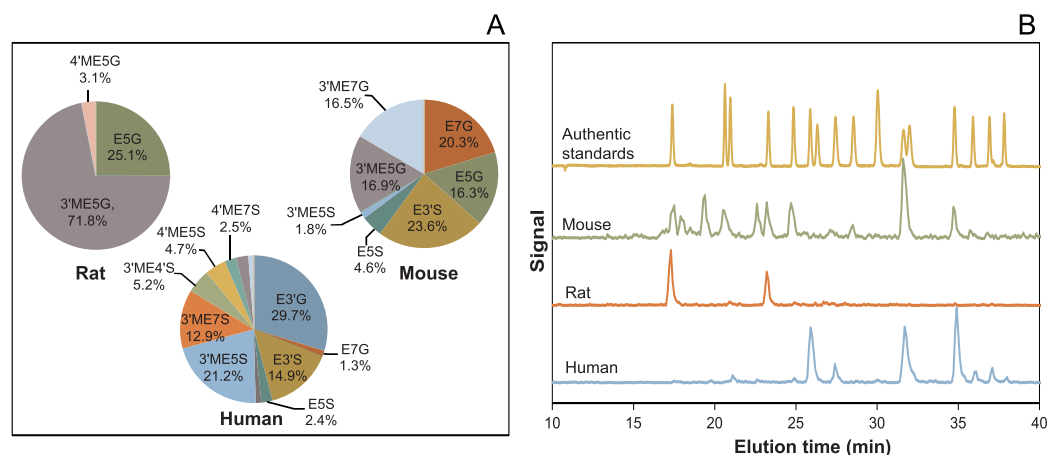 A
4'ME5G
3.1%
E5G
25.1%
3'ME5G,
71.8%
Rat
3'ME7G
16.5%
E7G
20.3%
3'ME5G
16.9%
E5G
16.3%
3'ME5S
1.8%
E3'S
23.6%
E5S
4.6%
Mouse
4'ME7S
2.5%
4'ME5S
4.7%
3'ME4'S
5.2%
E3'G
29.7%
3'ME7S
12.9%
E7G
1.3%
3'ME5S
21.2%
E3'S
14.9%
E5S
2.4%
Human
B
Signal
Authentic
standards
Mouse
Rat
Human
10
15
20
25
30
35
40
Elution time (min)